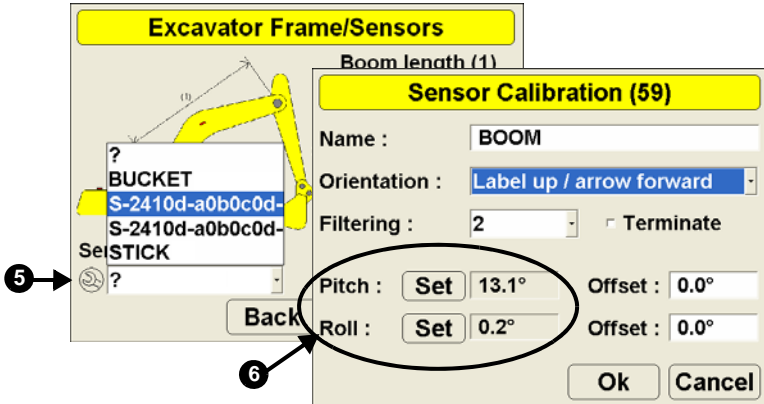 Excavator Frame/Sensors
Boom length (1)
(1)
?
BUCKET
S-2410d-a0b0c0d-
S-2410d-a0b0c0d-
STICK
Se
5
?
Back
Sensor Calibration (59)
Name : BOOM
Orientation : Label up / arrow forward
Filtering : 2 Terminate
Pitch : Set 13.1° Offset : 0.0°
Roll : Set 0.2° Offset : 0.0°
6
Ok Cancel